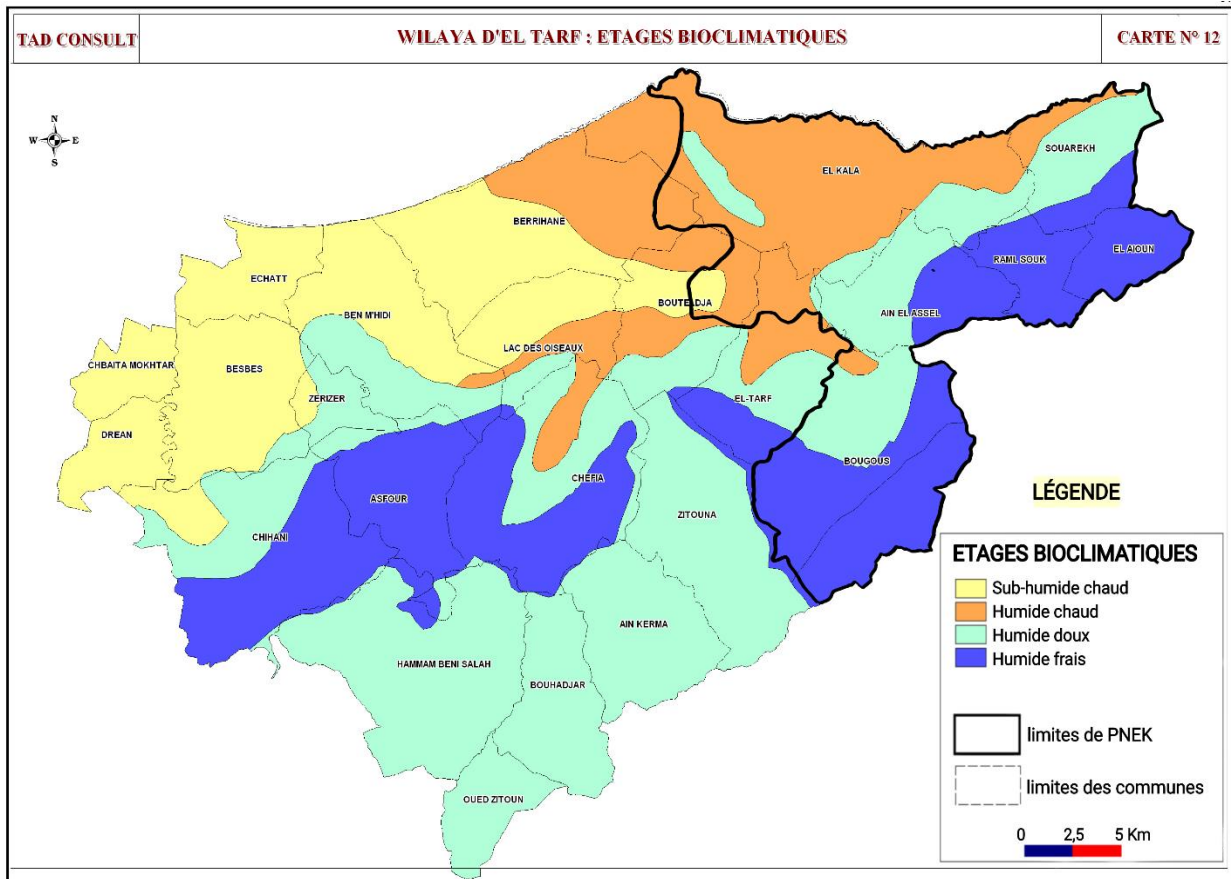 TAD CONSULT
WILAYA D'EL TARF : ETAGES BIOCLIMATIQUES
CARTE N° 12
N
W E
S
SOUAREKH
EL KALA
BERRIHANE
EL AIOUN
RAML SOUK
ECHATT
BOUTELDJA
BEN M'HIDI
AIN EL ASSEL
LAC DES OISEAUX
CHBAITA MOKHTAR
BESBES
ZERIZER
EL-TARF
DREAN
BOUGOUS
CHEFIA
ASFOUR
ZITOUNA
CHIHANI
AIN KERMA
HAMMAM BENI SALAH
BOUHADJAR
OUED ZITOUN
LÉGENDE
ETAGES BIOCLIMATIQUES
Sub-humide chaud
Humide chaud
Humide doux
Humide frais
limites de PNEK
limites des communes
0 2,5 5 Km